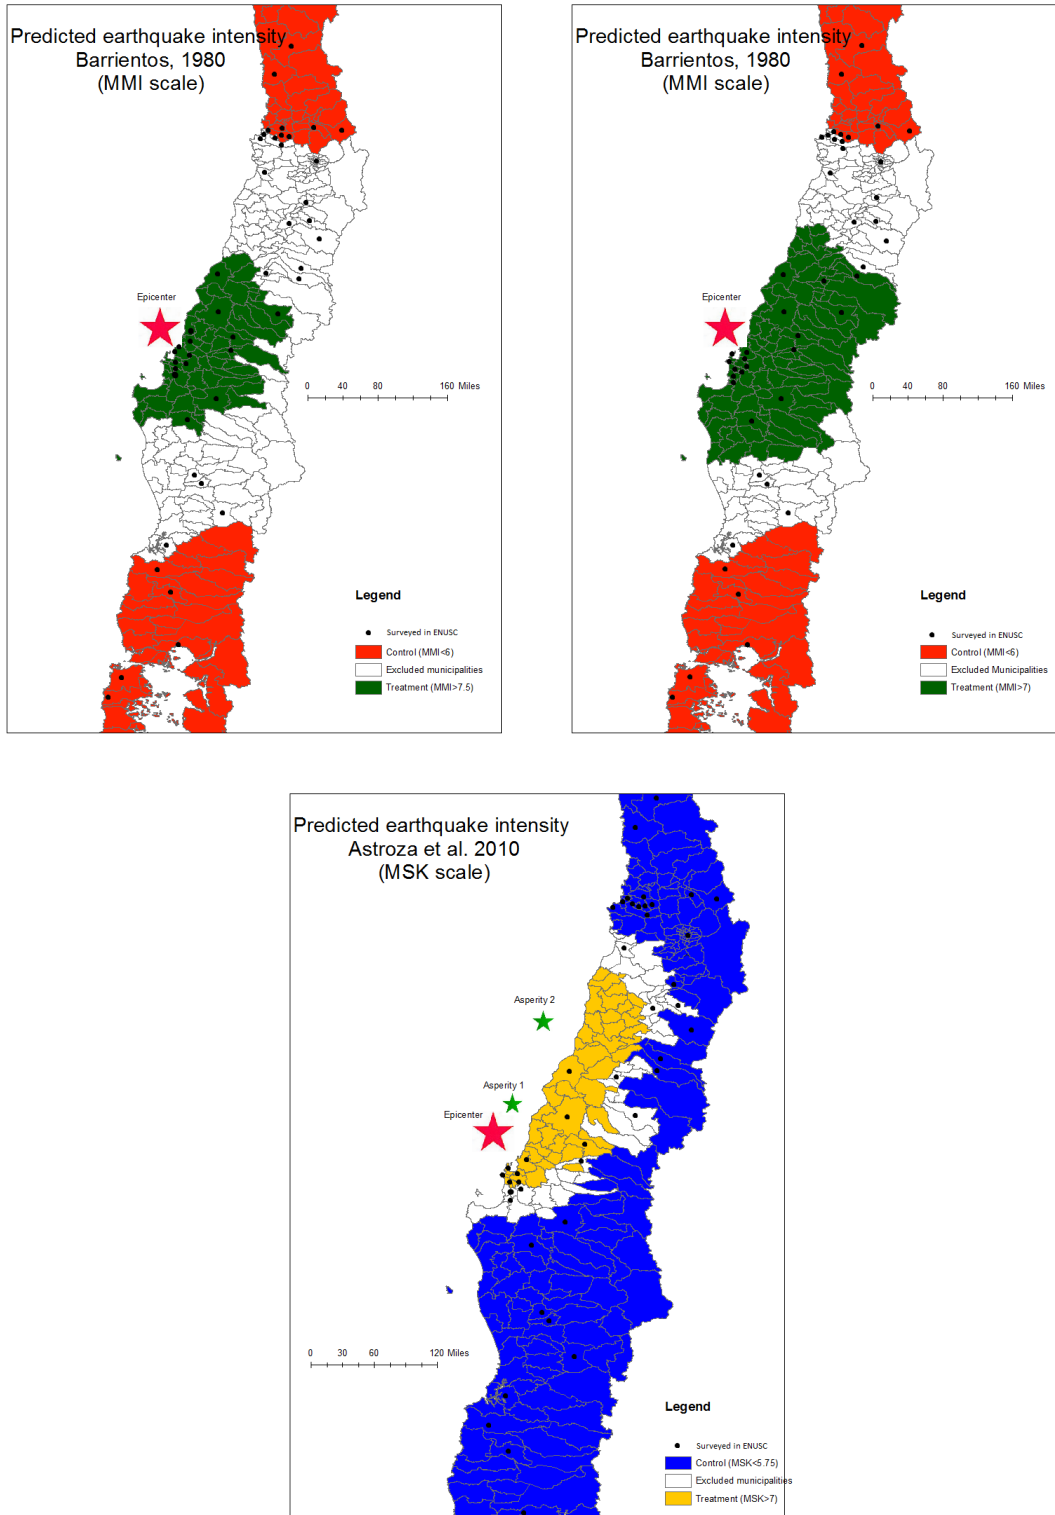 Predicted earthquake intensity
Barrientos, 1980
(MMI scale)
Epicenter
0 40 80 160 Miles
Legend
Surveyed in ENUSC
Control (MMI<6)
Excluded municipalities
Treatment (MMI>7.5)
Predicted earthquake intensity
Barrientos, 1980
(MMI scale)
Epicenter
0 40 80 160 Miles
Legend
Surveyed in ENUSC
Control (MMI<6)
Excluded Municipalities
Treatment (MMI>7)
Predicted earthquake intensity
Astroza et al. 2010
(MSK scale)
Asperity 2
Asperity 1
Epicenter
0 30 60 120 Miles
Legend
Surveyed in ENUSC
Control (MSK<5.75)
Excluded municipalities
Treatment (MSK>7)